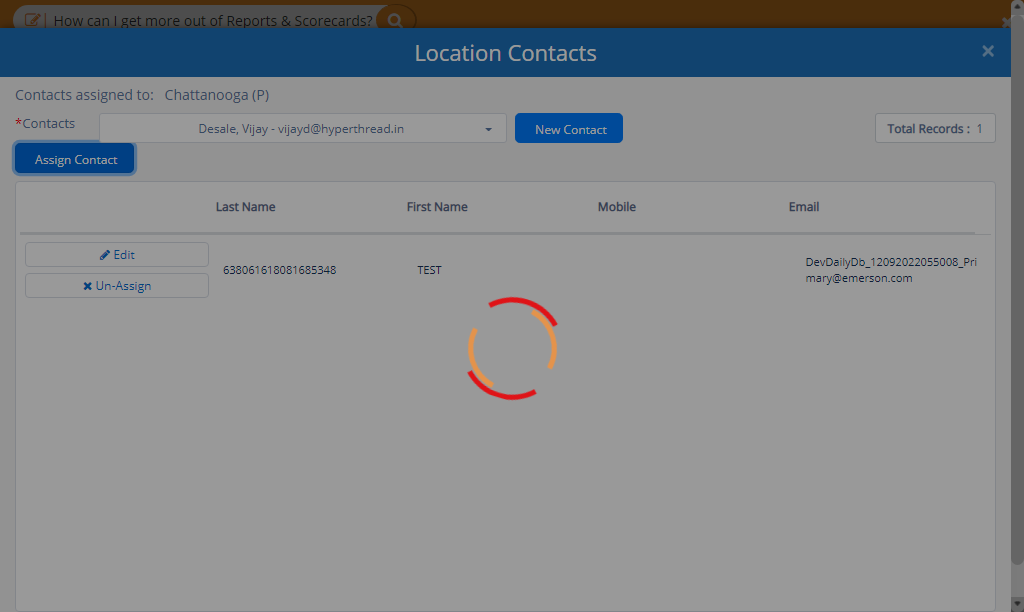 How can I get more out of Reports & Scorecards?
Location Contacts
Contacts assigned to: Chattanooga (P)
*Contacts
Desale, Vijay - vijayd@hyperthread.in
New Contact
Total Records : 1
Assign Contact
Last Name First Name Mobile Email
Edit
Un-Assign
638061618081685348
TEST
DevDailyDb_12092022055008_Pri
mary@emerson.com